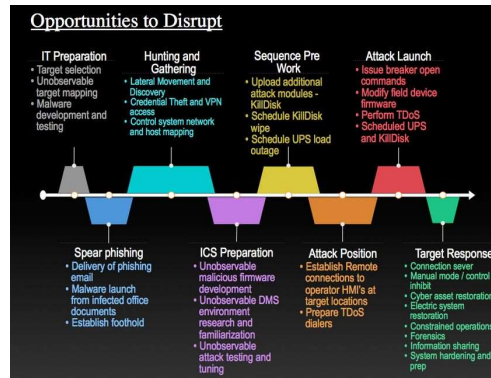 Opportunities to Disrupt
IT Preparation
• Target selection
• Unobservable
target mapping
• Malware
development and
testing
Hunting and
Gathering
• Lateral Movement and
Discovery
• Credential Theft and VPN
access
• Control system network
and host mapping
Sequence Pre
Work
• Upload additional
attack modules -
KillDisk
• Schedule KillDisk
wipe
• Schedule UPS load
outage
Attack Launch
• Issue breaker open
commands
• Modify field device
firmware
• Perform TDoS
• Scheduled UPS
and KillDisk
Spear phishing
• Delivery of phishing
email
• Malware launch
from infected office
documents
• Establish foothold
ICS Preparation
• Unobservable
malicious firmware
development
• Unobservable DMS
environment
research and
familiarization
• Unobservable
attack testing and
tuning
Attack Position
• Establish Remote
connections to
operator HMI's at
target locations
• Prepare TDoS
dialers
Target Response
• Connection sever
• Manual mode / control
inhibit
• Cyber asset restoration
• Electric system
restoration
• Constrained operations
• Forensics
• Information sharing
• System hardening and
prep